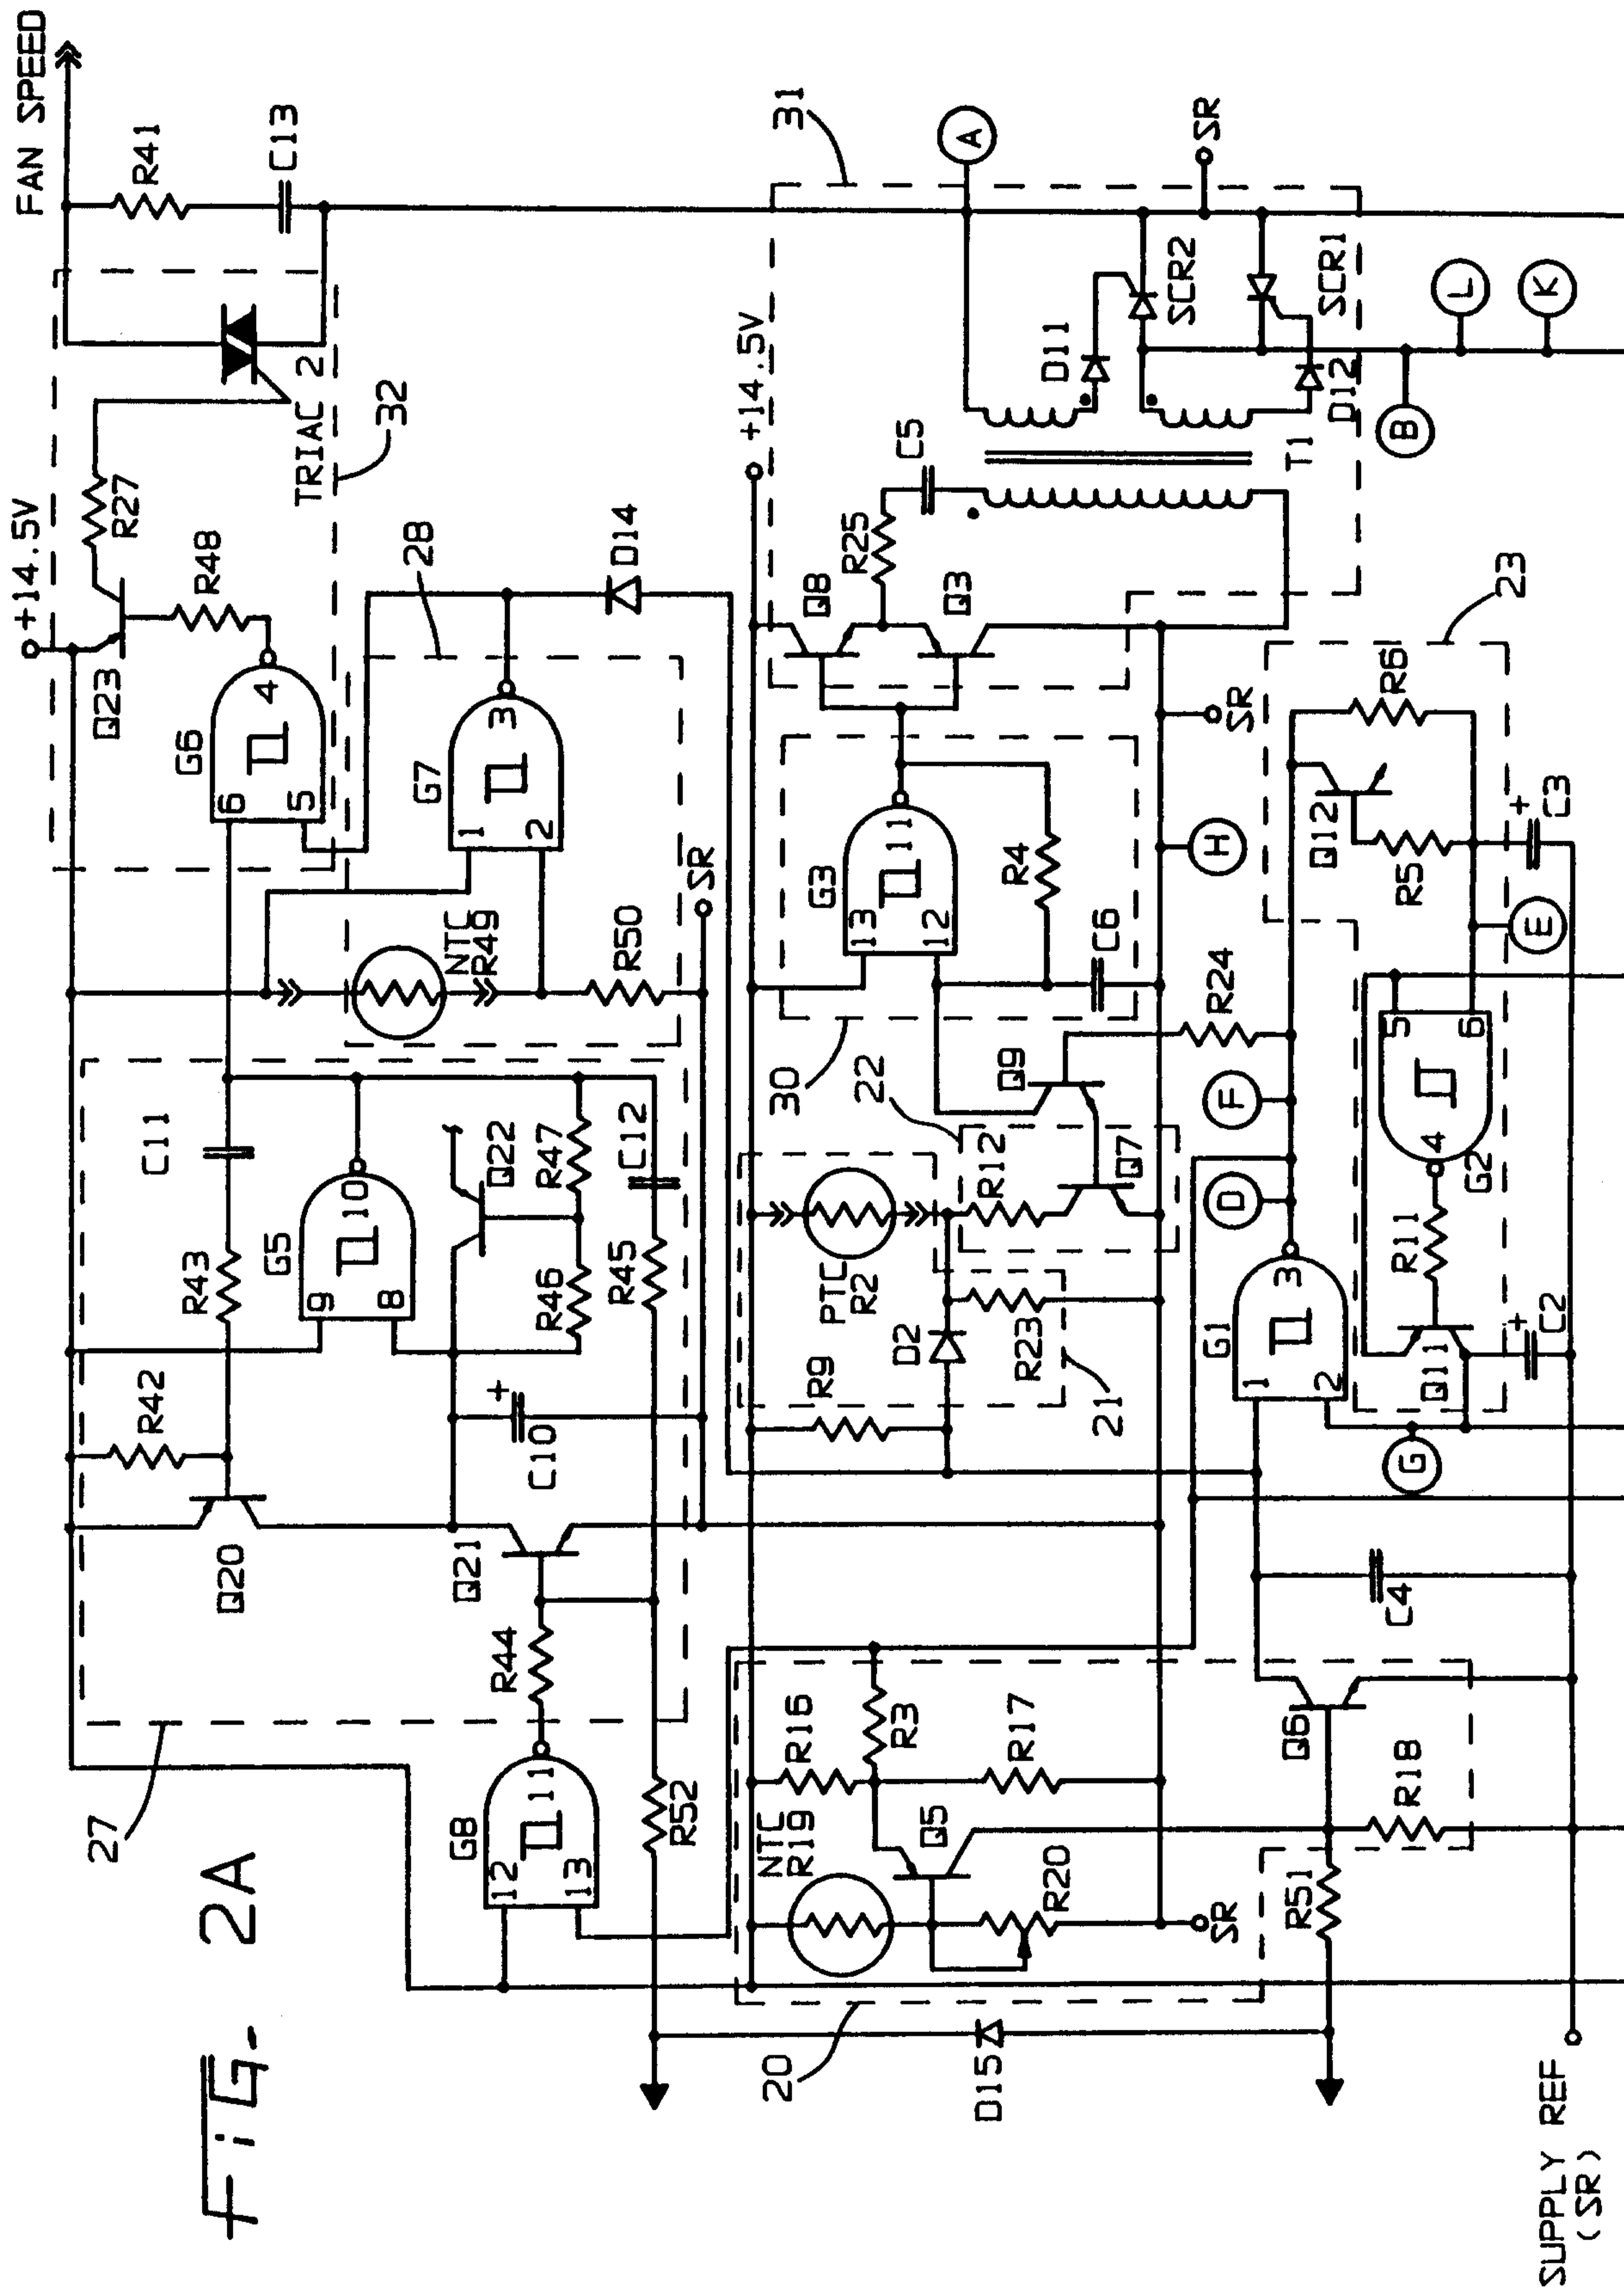 FiG- 2A
FAN SPEED
+14.5V
R41
C13
R27
Q23
R48
TRIAC 2
32
G6
6
5
4
28
D14
G7
1
2
3
NTC
R49
R50
SR
C11
R43
G5
9
8
10
Q22
R47
R46
C12
R45
R42
Q20
C10
+
Q21
R44
27
G8
12
13
11
R52
31
A
SR
+14.5V
C5
D11
SCR2
SCR1
D12
T1
B
L
K
R25
Q8
Q3
G3
13
12
11
R4
C6
30
SR
H
23
R6
Q12
R5
C3
+
E
R24
Q9
22
F
D
R12
Q7
PTC
R2
D2
R23
R9
21
G1
1
2
3
G2
5
6
4
R11
Q11
C2
+
G
C4
R16
R3
R17
Q6
R18
NTC
R19
Q5
R20
SR
R51
20
D15
SUPPLY REF
(SR)